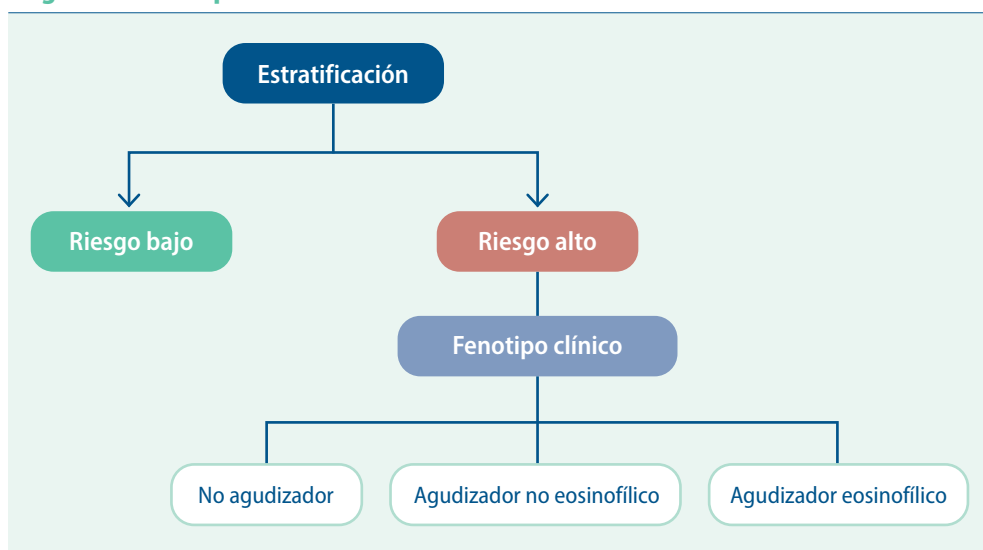 Estratificación
Riesgo bajo
Riesgo alto
Fenotipo clínico
No agudizador
Agudizador no eosinofílico
Agudizador eosinofílico